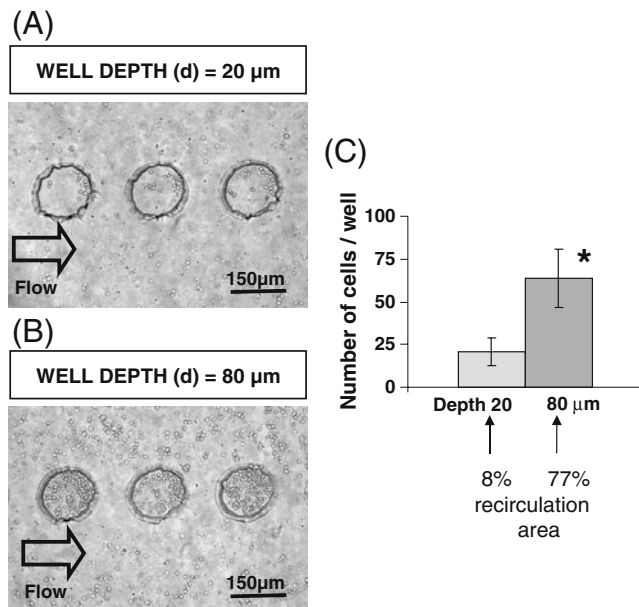 (A)
WELL DEPTH (d) = 20 µm
Flow
150µm
(B)
WELL DEPTH (d) = 80 µm
Flow
150µm
(C)
Number of cells / well
100
75
50
25
0
*
Depth 20 80 µm
8% 77%
recirculation
area